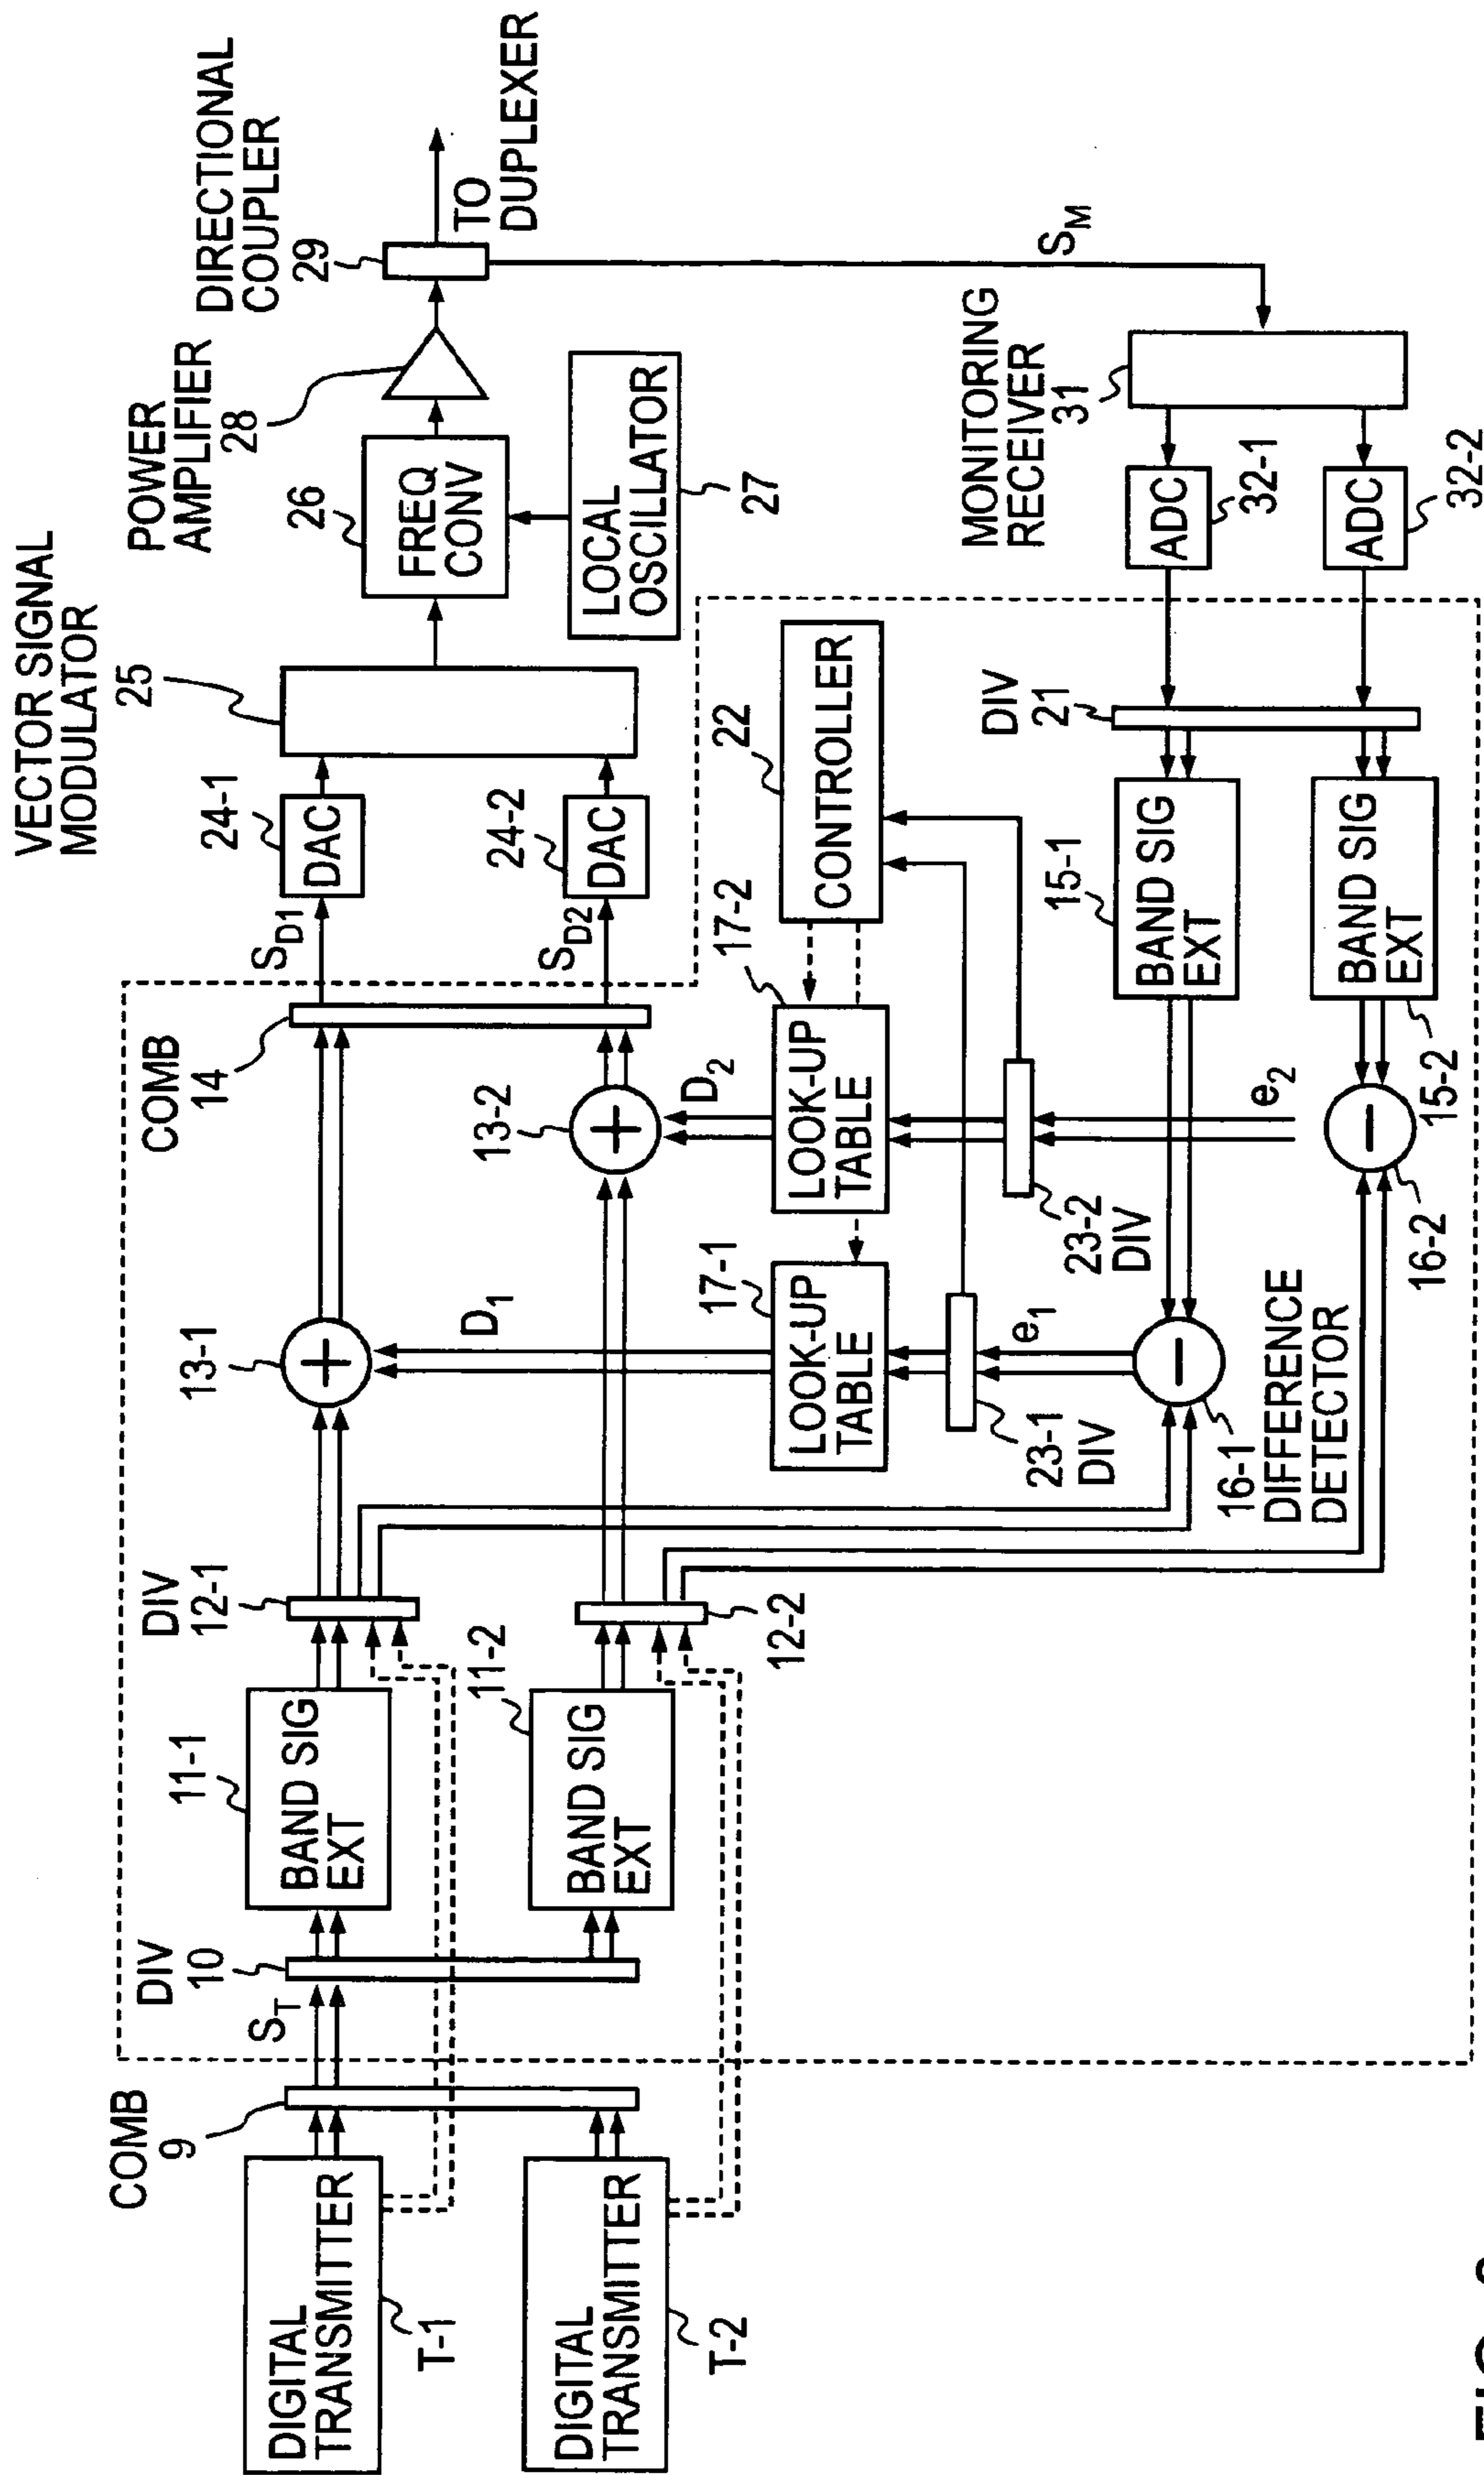 VECTOR SIGNAL
MODULATOR
25
POWER
AMPLIFIER
28
DIRECTIONAL
COUPLER
29
TO
DUPLEXER
COMB
9
DIGITAL
TRANSMITTER
T-1
DIGITAL
TRANSMITTER
T-2
S_T
DIV
10
BAND SIG
EXT
11-1
BAND SIG
EXT
11-2
DIV
12-1
12-2
13-1
+
13-2
+
COMB
14
S_D1
S_D2
24-1
DAC
24-2
DAC
26
FREQ
CONV
LOCAL
OSCILLATOR
27
D_1
D_2
17-1
LOOK-UP
TABLE
17-2
LOOK-UP
TABLE
22
CONTROLLER
23-1
DIV
23-2
DIV
e_1
e_2
−
16-1
DIFFERENCE
DETECTOR
−
16-2
15-1
BAND SIG
EXT
BAND SIG
EXT
15-2
DIV
21
MONITORING
RECEIVER
31
ADC
32-1
ADC
32-2
S_M